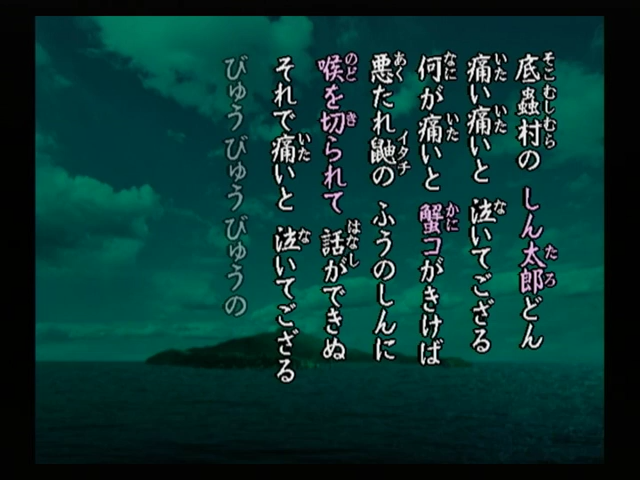 底蟲村の しん太郎どん
痛い痛いと 泣いてござる
何が痛いと 蟹コがきけば
悪たれ鼬の ふうのしんに
喉を切られて 話ができぬ
それで痛いと 泣いてござる
びゅうびゅうびゅうの